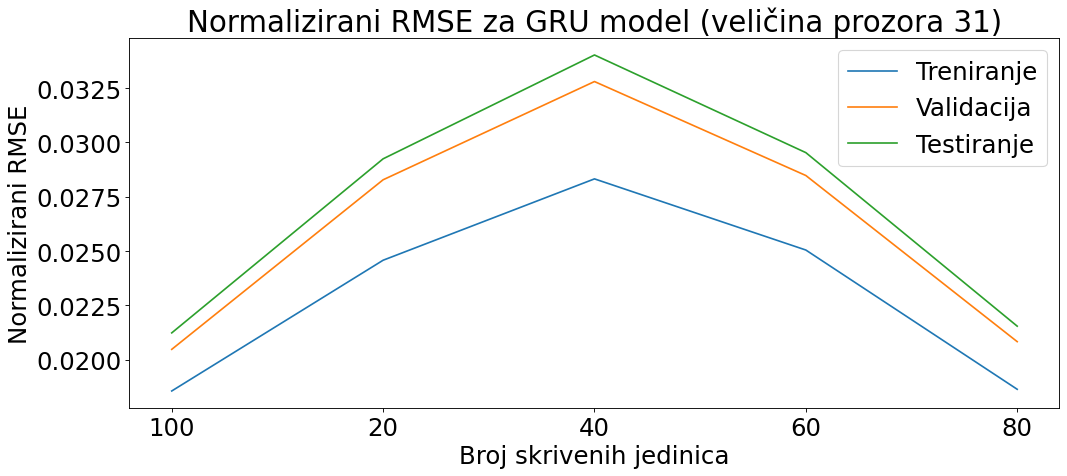 Normalizirani RMSE za GRU model (veličina prozora 31)
Treniranje
Validacija
Testiranje
Normalizirani RMSE
0.0325
0.0300
0.0275
0.0250
0.0225
0.0200
100 20 40 60 80
Broj skrivenih jedinica